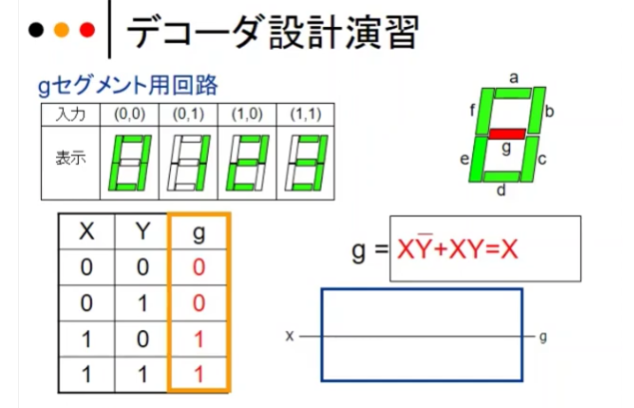 デコーダ設計演習
gセグメント用回路
入力 (0,0) (0,1) (1,0) (1,1)
表示
a
f b
g
e c
d
X Y g
0 0 0
0 1 0
1 0 1
1 1 1
g = XY̅+XY=X
X g